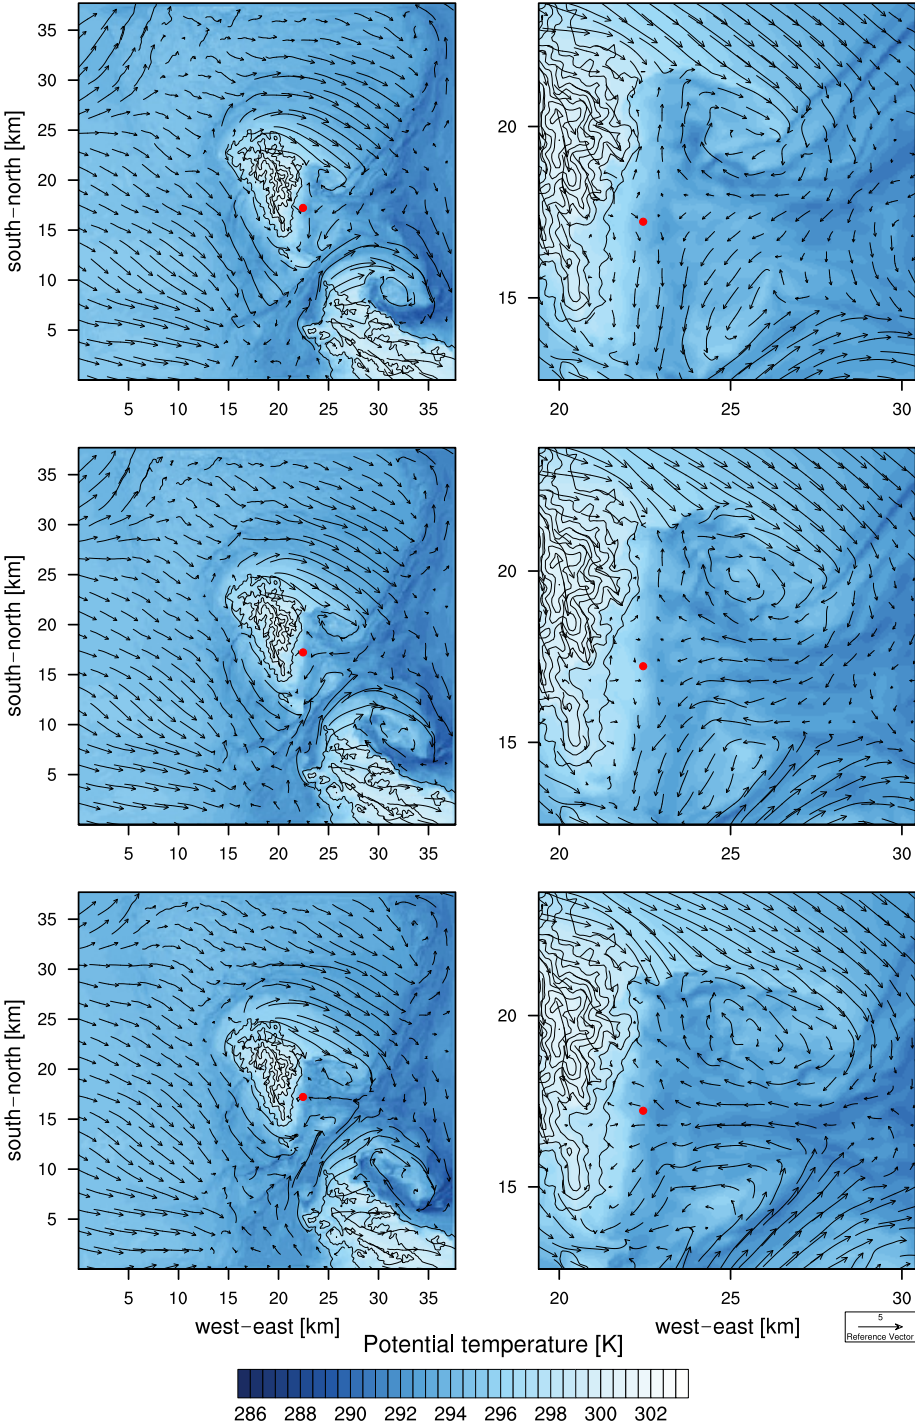 35
30
25
20
15
10
5
south−north [km]
5 10 15 20 25 30 35
20
15
20 25 30
35
30
25
20
15
10
5
south−north [km]
5 10 15 20 25 30 35
20
15
20 25 30
35
30
25
20
15
10
5
south−north [km]
5 10 15 20 25 30 35
west−east [km]
20
15
20 25 30
west−east [km]
5
Reference Vector
Potential temperature [K]
286 288 290 292 294 296 298 300 302